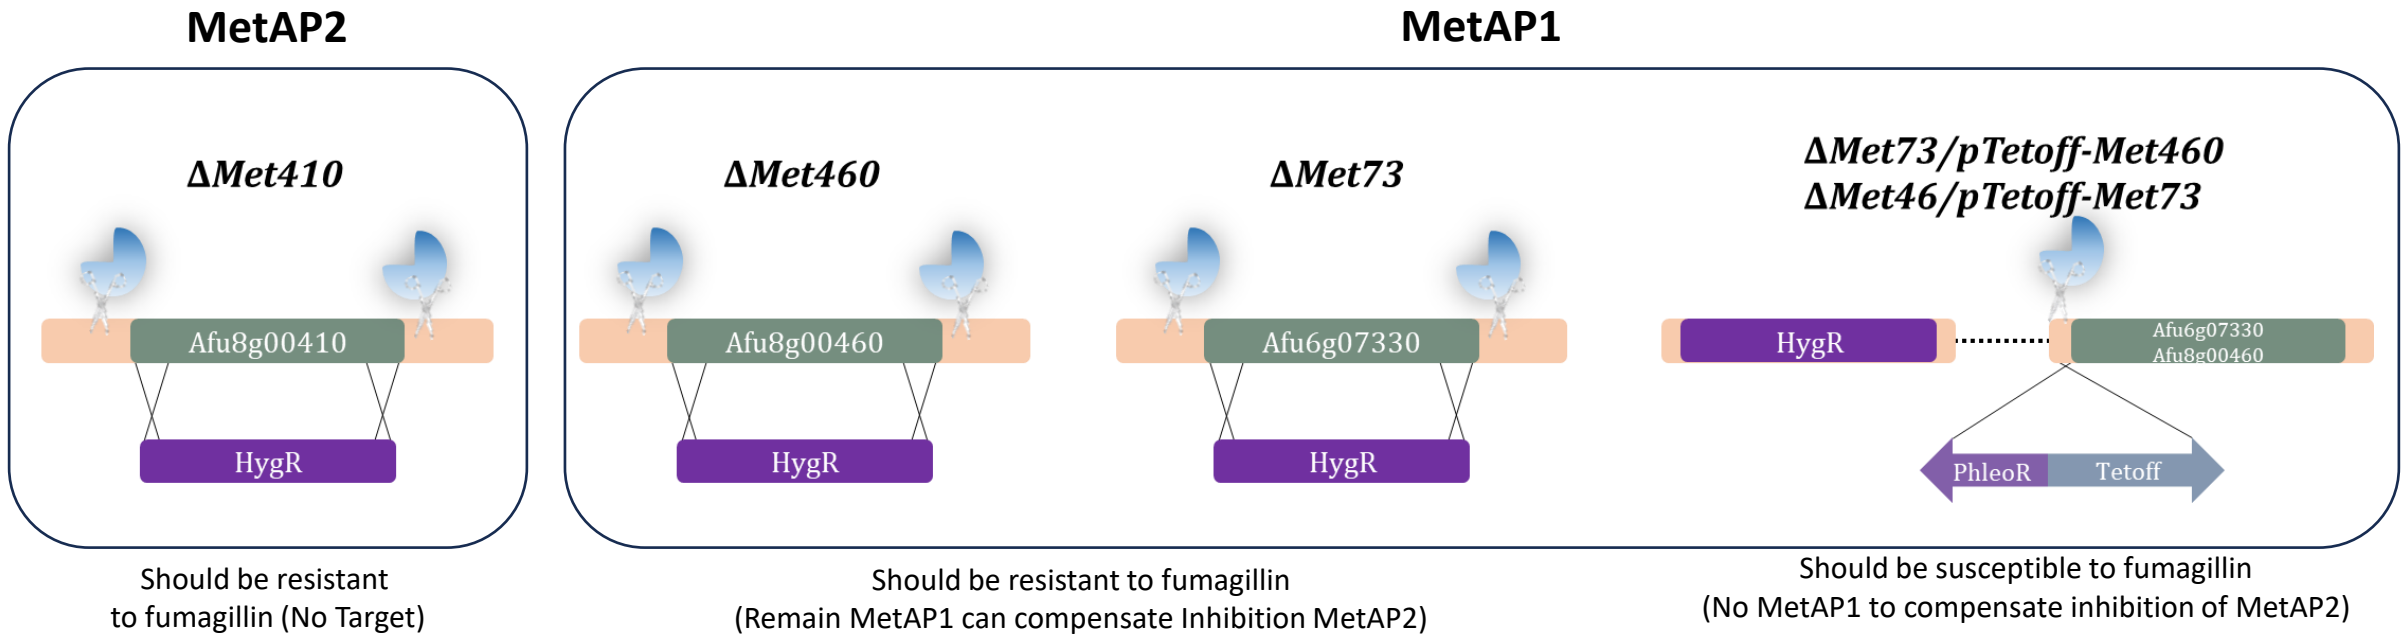 MetAP2
MetAP1
ΔMet410
ΔMet460
ΔMet73
ΔMet73/pTetoff-Met460
ΔMet46/pTetoff-Met73
Afu8g00410
Afu8g00460
Afu6g07330
HygR
Afu6g07330
Afu8g00460
HygR
HygR
HygR
PhleoR
Tetoff
Should be resistant
to fumagillin (No Target)
Should be resistant to fumagillin
(Remain MetAP1 can compensate Inhibition MetAP2)
Should be susceptible to fumagillin
(No MetAP1 to compensate inhibition of MetAP2)